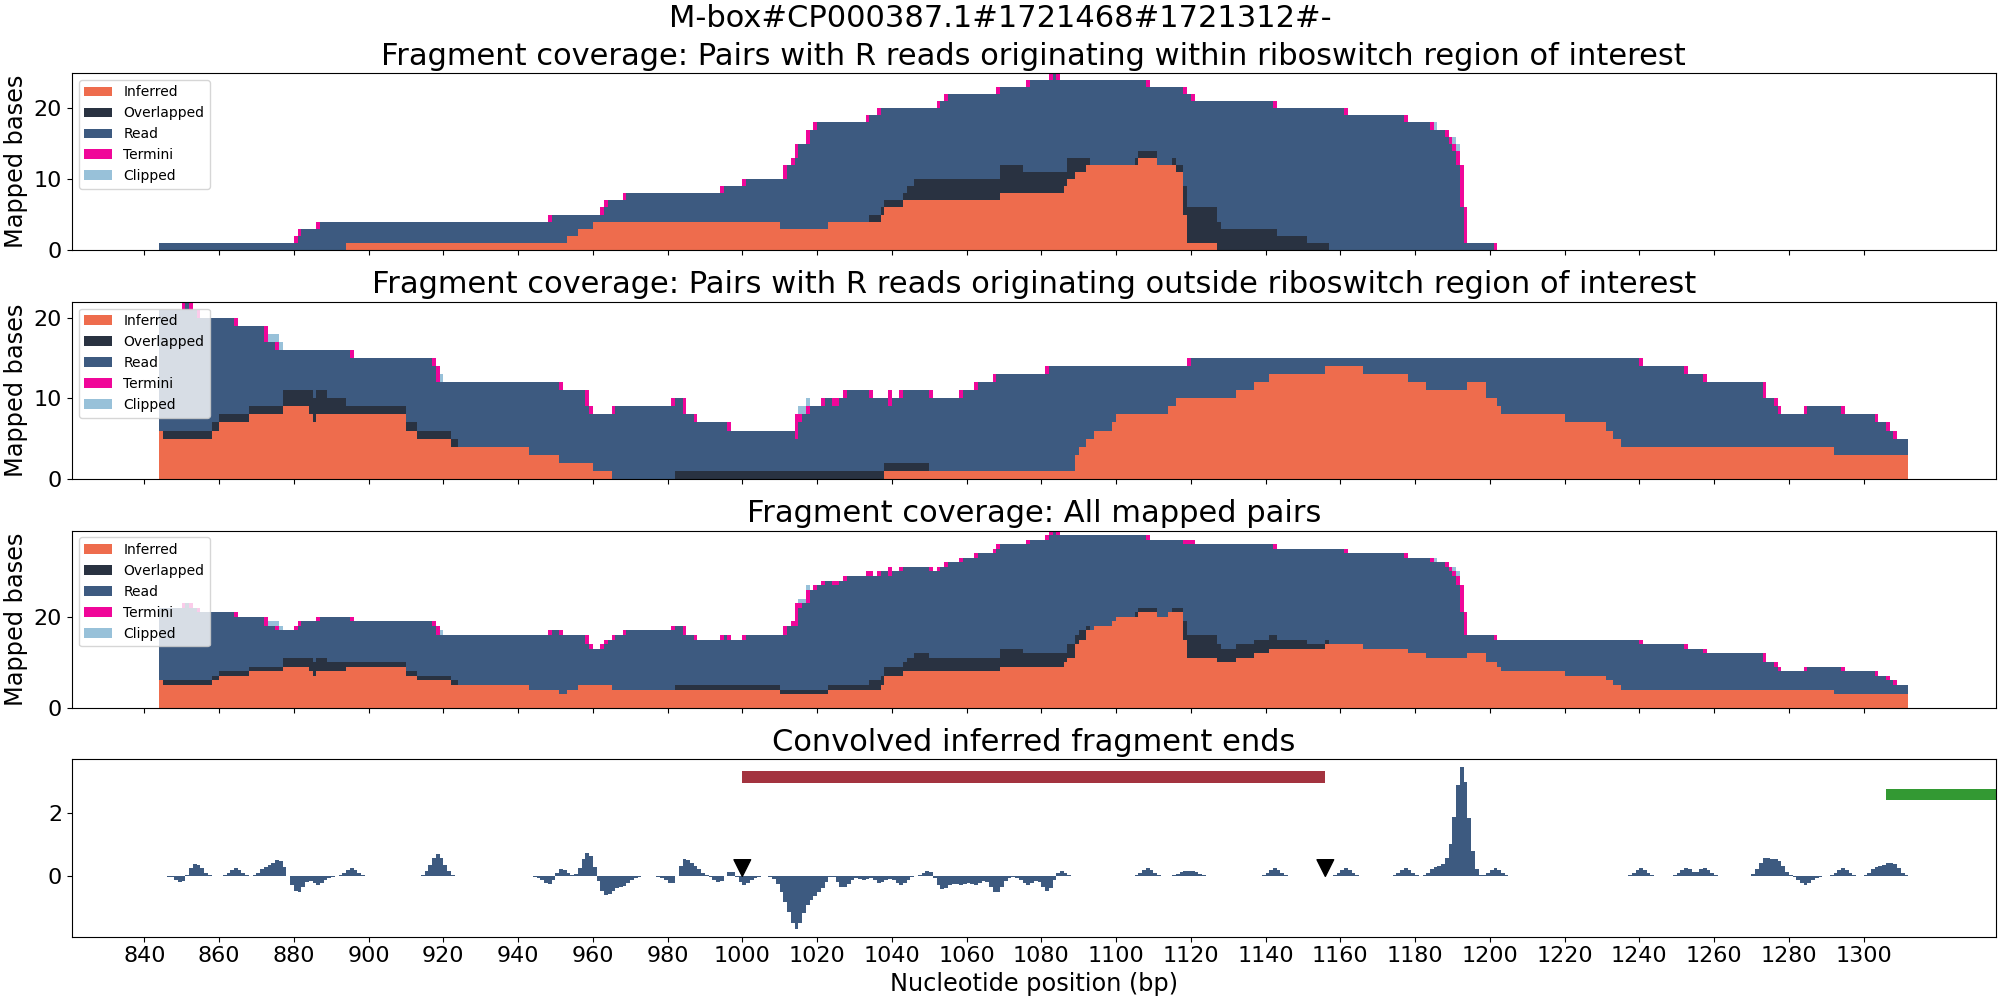 M-box#CP000387.1#1721468#1721312#-
Fragment coverage: Pairs with R reads originating within riboswitch region of interest
Mapped bases
20
10
0
Inferred
Overlapped
Read
Termini
Clipped
Fragment coverage: Pairs with R reads originating outside riboswitch region of interest
Mapped bases
20
10
0
Inferred
Overlapped
Read
Termini
Clipped
Fragment coverage: All mapped pairs
Mapped bases
20
0
Inferred
Overlapped
Read
Termini
Clipped
Convolved inferred fragment ends
2
0
840 860 880 900 920 940 960 980 1000 1020 1040 1060 1080 1100 1120 1140 1160 1180 1200 1220 1240 1260 1280 1300
Nucleotide position (bp)